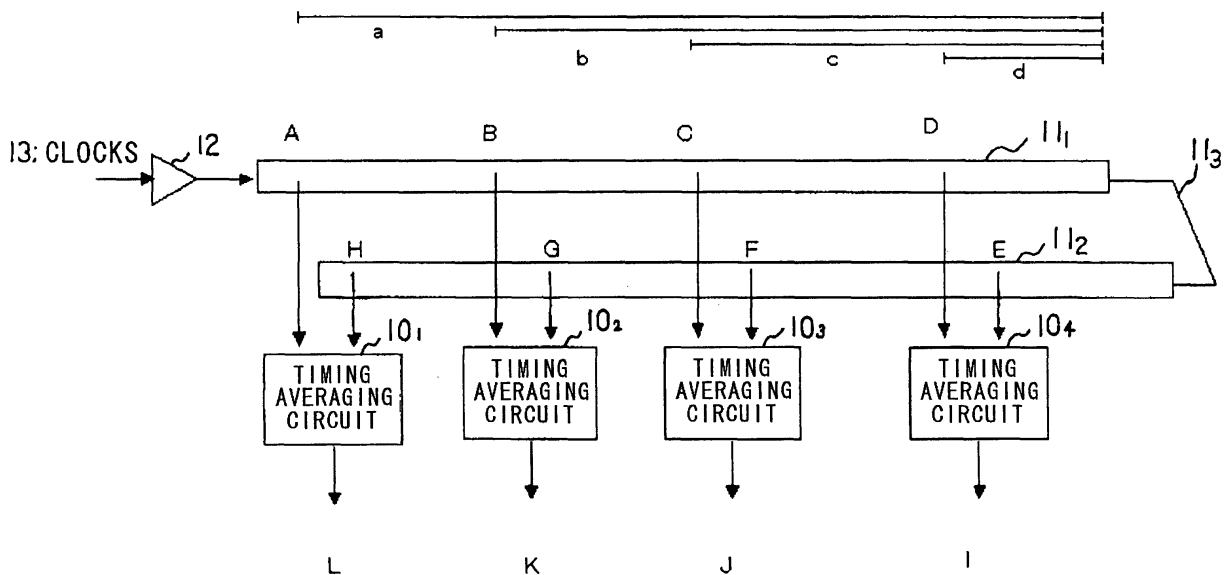 a
b
c
d
A B C D 11₁
13: CLOCKS 12 11₃
H G F E 11₂
10₁ 10₂ 10₃ 10₄
TIMING AVERAGING CIRCUIT
TIMING AVERAGING CIRCUIT
TIMING AVERAGING CIRCUIT
TIMING AVERAGING CIRCUIT
L K J I